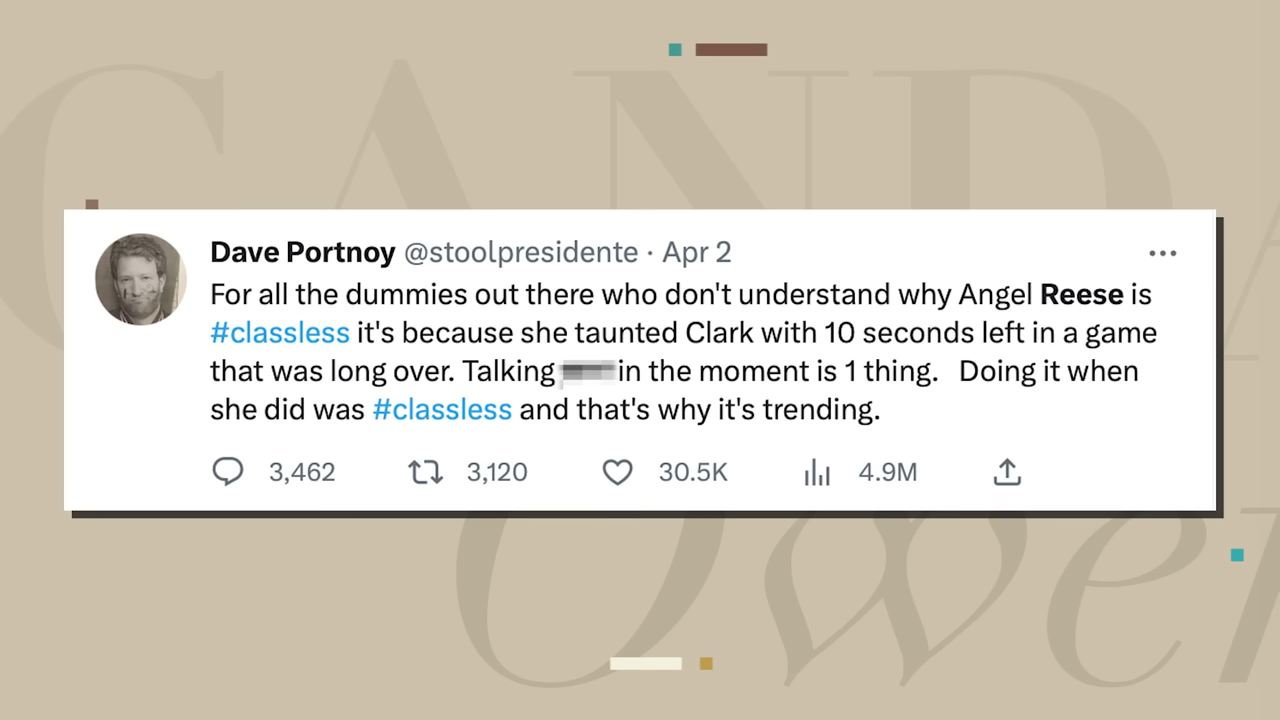 CANDA
Dave Portnoy @stoolpresidente · Apr 2
For all the dummies out there who don't understand why Angel Reese is
#classless it's because she taunted Clark with 10 seconds left in a game
that was long over. Talking in the moment is 1 thing. Doing it when
she did was #classless and that's why it's trending.
3,462 3,120 30.5K 4.9M
Ower